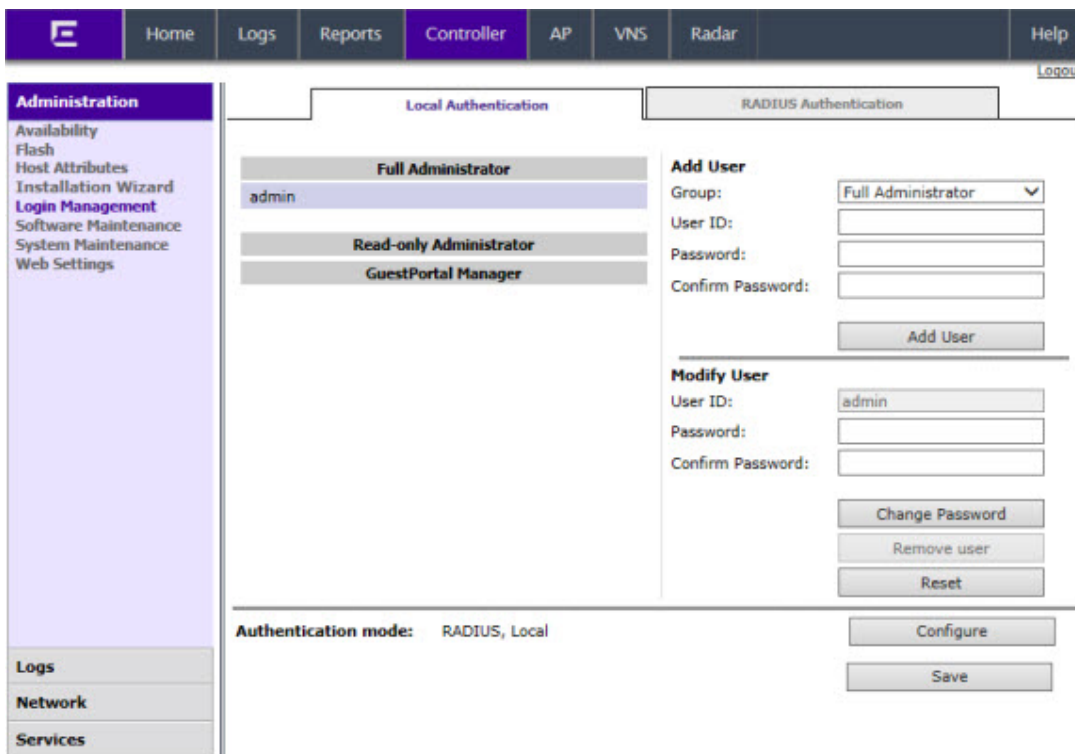 Home Logs Reports Controller AP VNS Radar Help
Administration
Availability
Flash
Host Attributes
Installation Wizard
Login Management
Software Maintenance
System Maintenance
Web Settings
Logs
Network
Services
Local Authentication RADIUS Authentication
Full Administrator
admin
Read-only Administrator
GuestPortal Manager
Add User
Group: Full Administrator
User ID:
Password:
Confirm Password:
Add User
Modify User
User ID: admin
Password:
Confirm Password:
Change Password
Remove user
Reset
Authentication mode: RADIUS, Local
Configure
Save